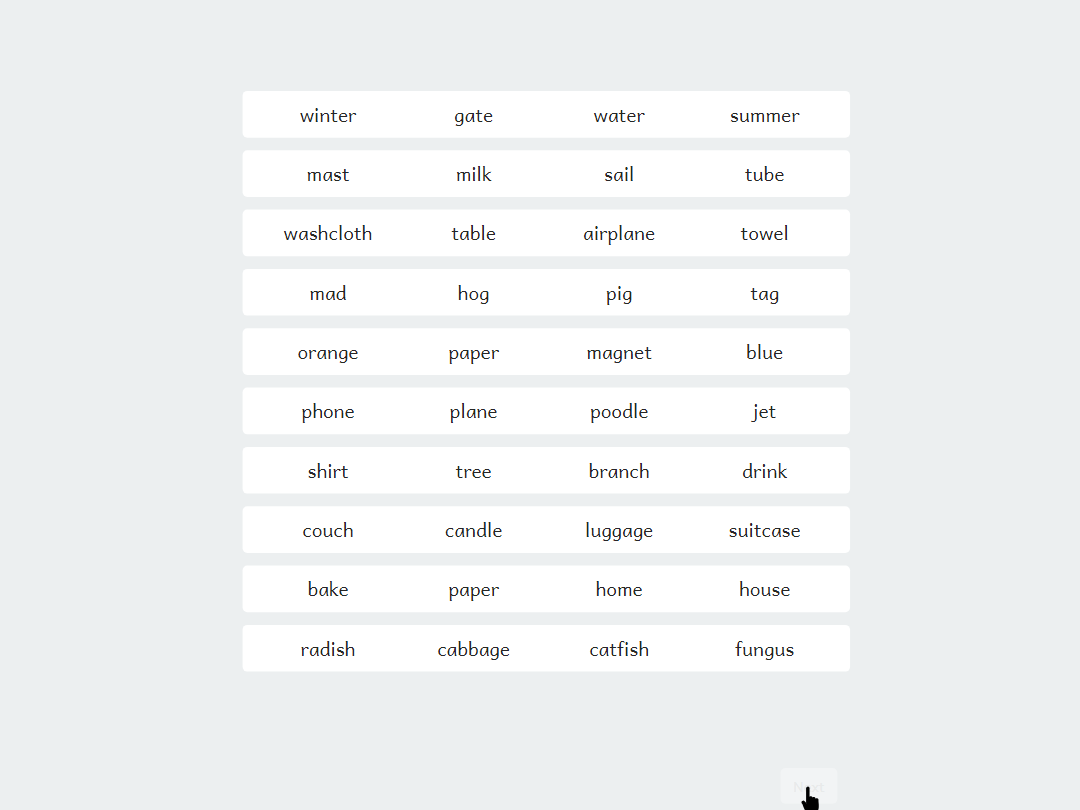 winter gate water summer
mast milk sail tube
washcloth table airplane towel
mad hog pig tag
orange paper magnet blue
phone plane poodle jet
shirt tree branch drink
couch candle luggage suitcase
bake paper home house
radish cabbage catfish fungus